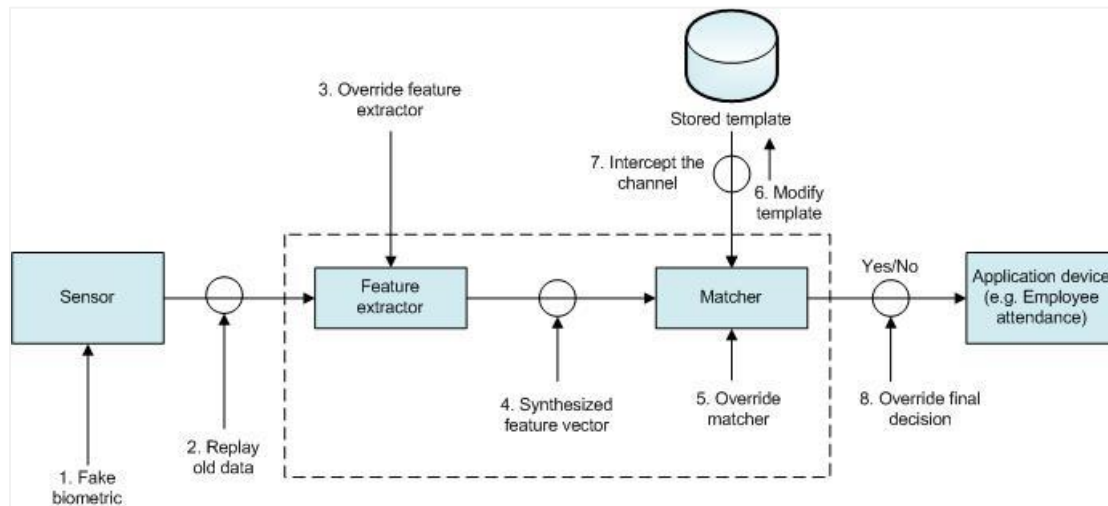 3. Override feature
extractor
Stored template
7. Intercept the
channel
6. Modify
template
Sensor
Feature
extractor
Matcher
Yes/No
Application device
(e.g. Employee
attendance)
4. Synthesized
feature vector
5. Override
matcher
8. Override final
decision
2. Replay
old data
1. Fake
biometric